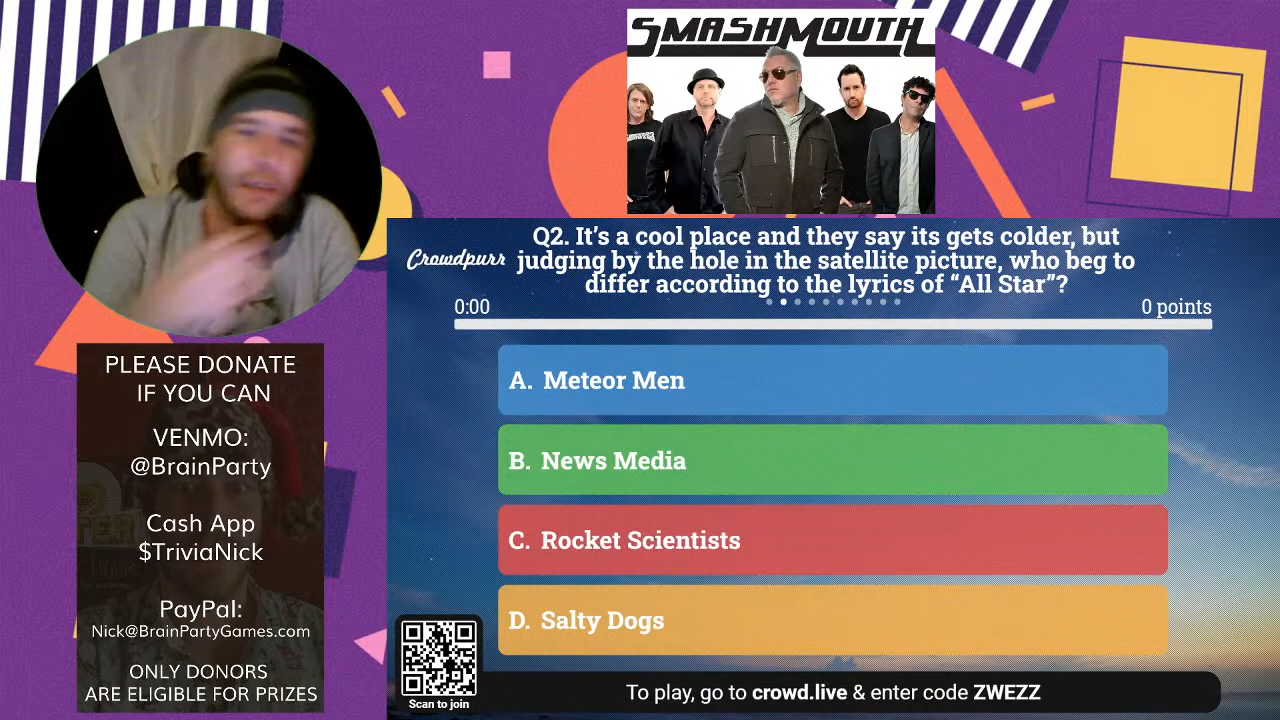 SMASHMOUTH
Crowdpurr
Q2. It's a cool place and they say its gets colder, but
judging by the hole in the satellite picture, who beg to
differ according to the lyrics of “All Star”?
0:00
0 points
A. Meteor Men
B. News Media
C. Rocket Scientists
D. Salty Dogs
Scan to join
To play, go to crowd.live & enter code ZWEZZ
PLEASE DONATE
IF YOU CAN
VENMO:
@BrainParty
Cash App
$TriviaNick
PayPal:
Nick@BrainPartyGames.com
ONLY DONORS
ARE ELIGIBLE FOR PRIZES